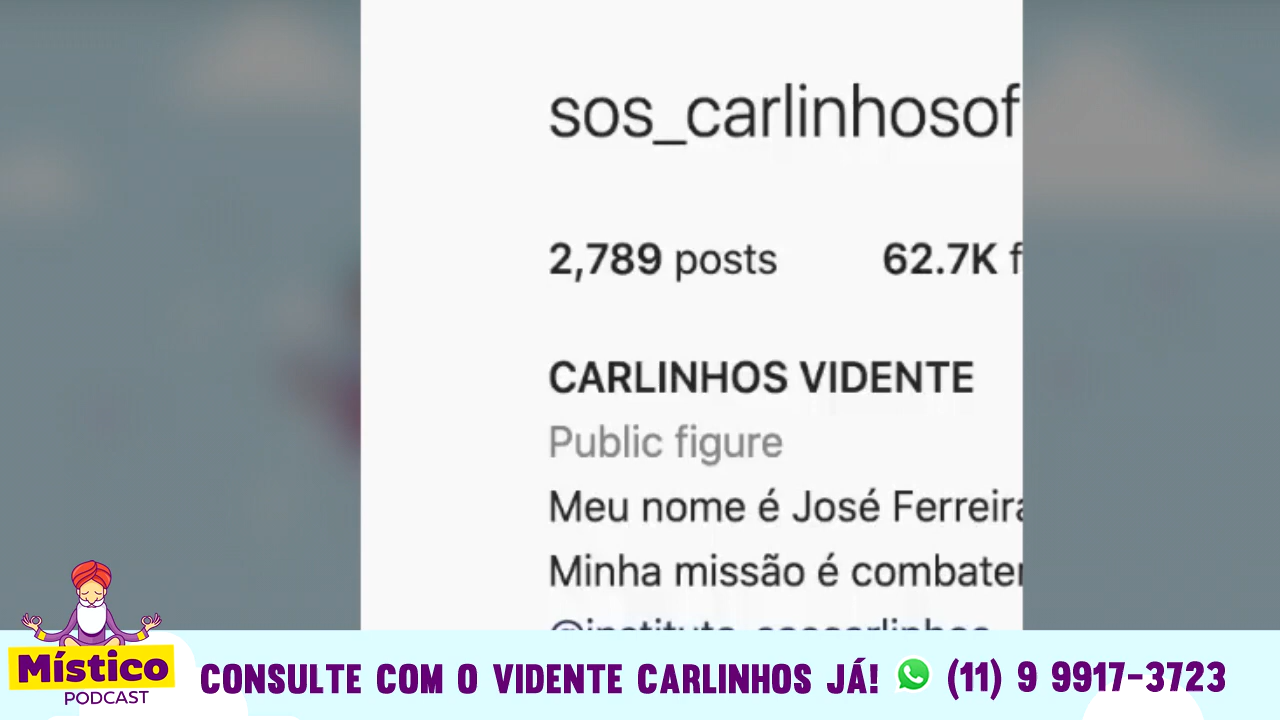 sos_carlinhosof
2,789 posts 62.7K f
CARLINHOS VIDENTE
Public figure
Meu nome é José Ferreira
Minha missão é combater
Místico
PODCAST
CONSULTE COM O VIDENTE CARLINHOS JÁ! (11) 9 9917-3723